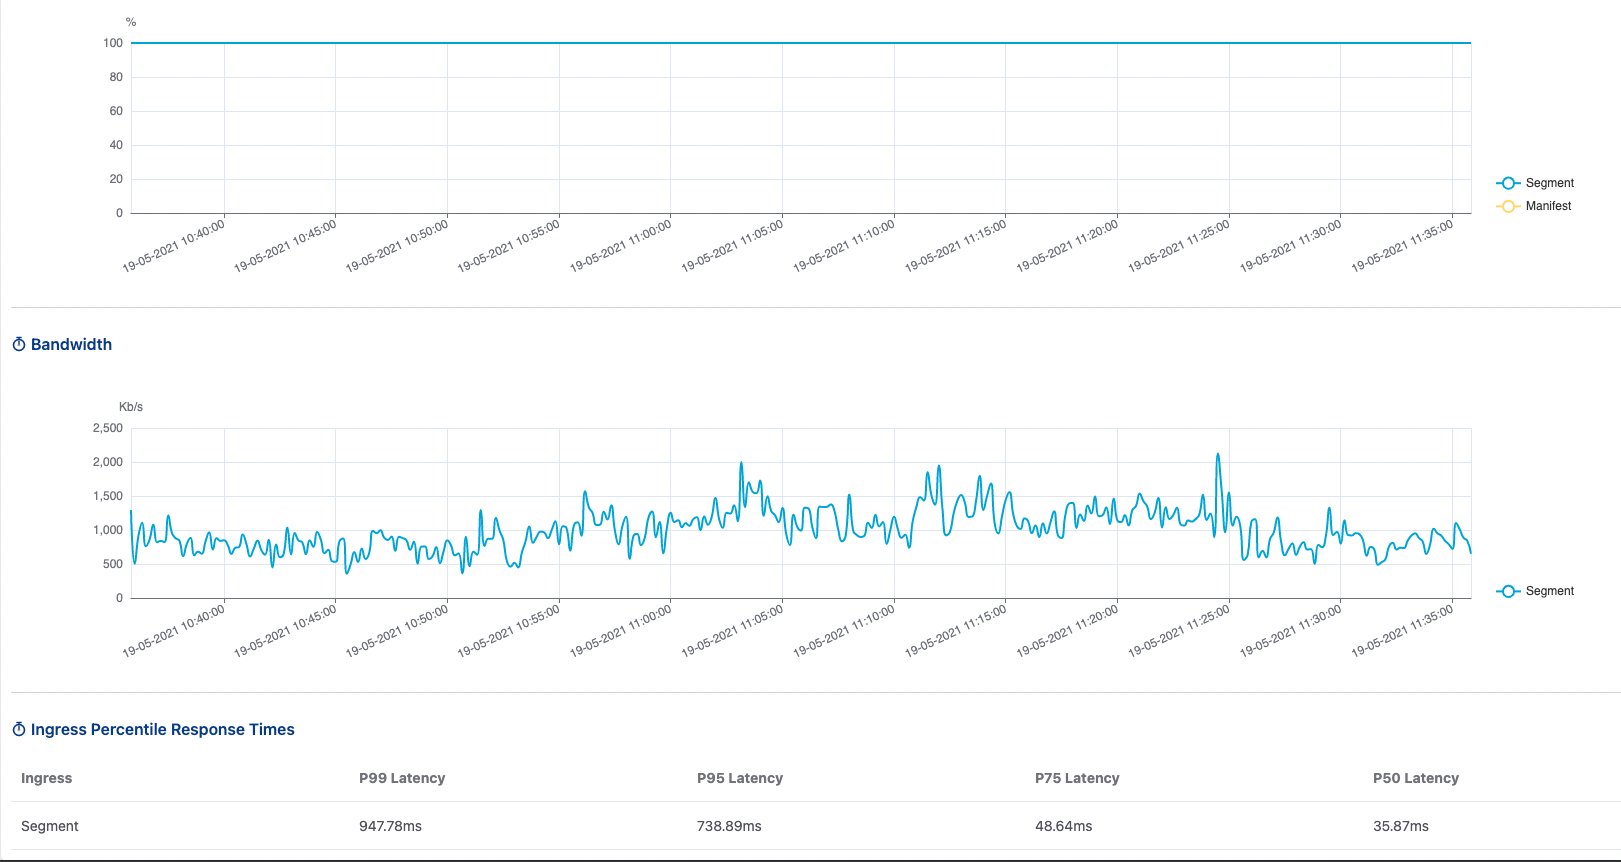 %
100
80
60
40
20
0
19-05-2021 10:40:00 19-05-2021 10:45:00 19-05-2021 10:50:00 19-05-2021 10:55:00 19-05-2021 11:00:00 19-05-2021 11:05:00 19-05-2021 11:10:00 19-05-2021 11:15:00 19-05-2021 11:20:00 19-05-2021 11:25:00 19-05-2021 11:30:00 19-05-2021 11:35:00
Segment
Manifest
Bandwidth
Kb/s
2,500
2,000
1,500
1,000
500
0
19-05-2021 10:40:00 19-05-2021 10:45:00 19-05-2021 10:50:00 19-05-2021 10:55:00 19-05-2021 11:00:00 19-05-2021 11:05:00 19-05-2021 11:10:00 19-05-2021 11:15:00 19-05-2021 11:20:00 19-05-2021 11:25:00 19-05-2021 11:30:00 19-05-2021 11:35:00
Segment
Ingress Percentile Response Times
Ingress P99 Latency P95 Latency P75 Latency P50 Latency
Segment 947.78ms 738.89ms 48.64ms 35.87ms